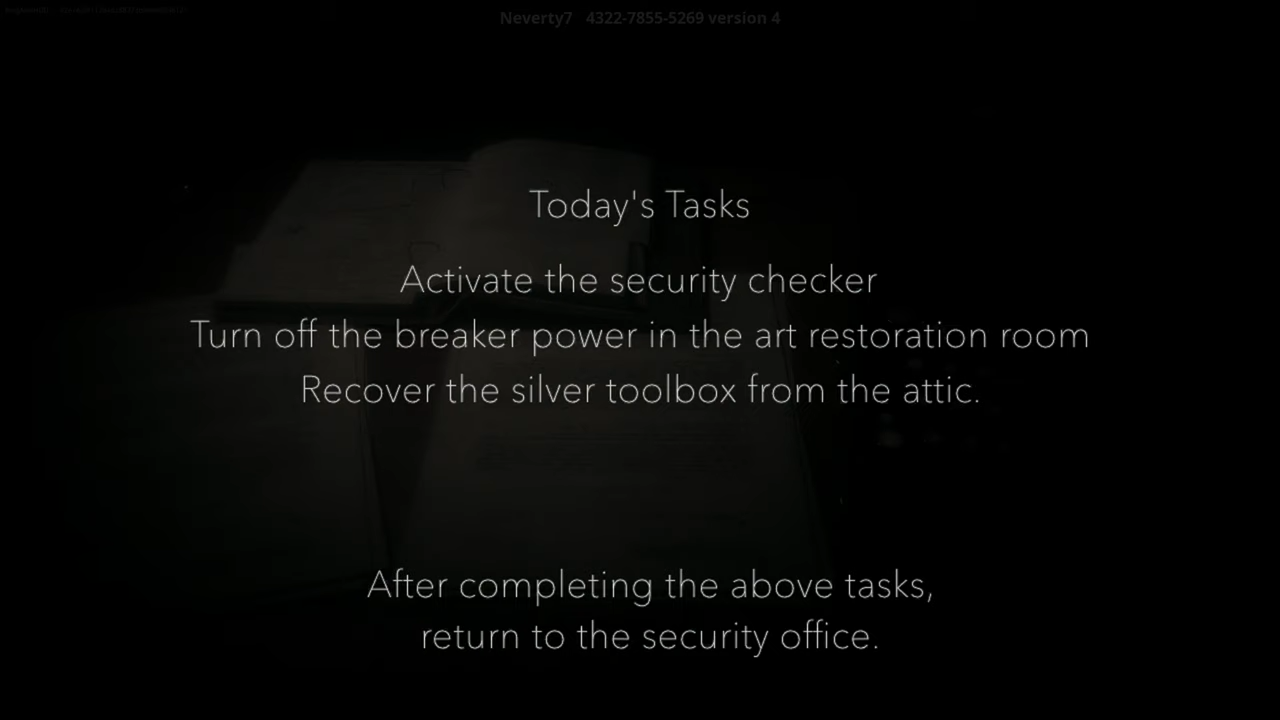 Neverty7 4322-7855-5269 version 4
Today's Tasks
Activate the security checker
Turn off the breaker power in the art restoration room
Recover the silver toolbox from the attic.
After completing the above tasks,
return to the security office.